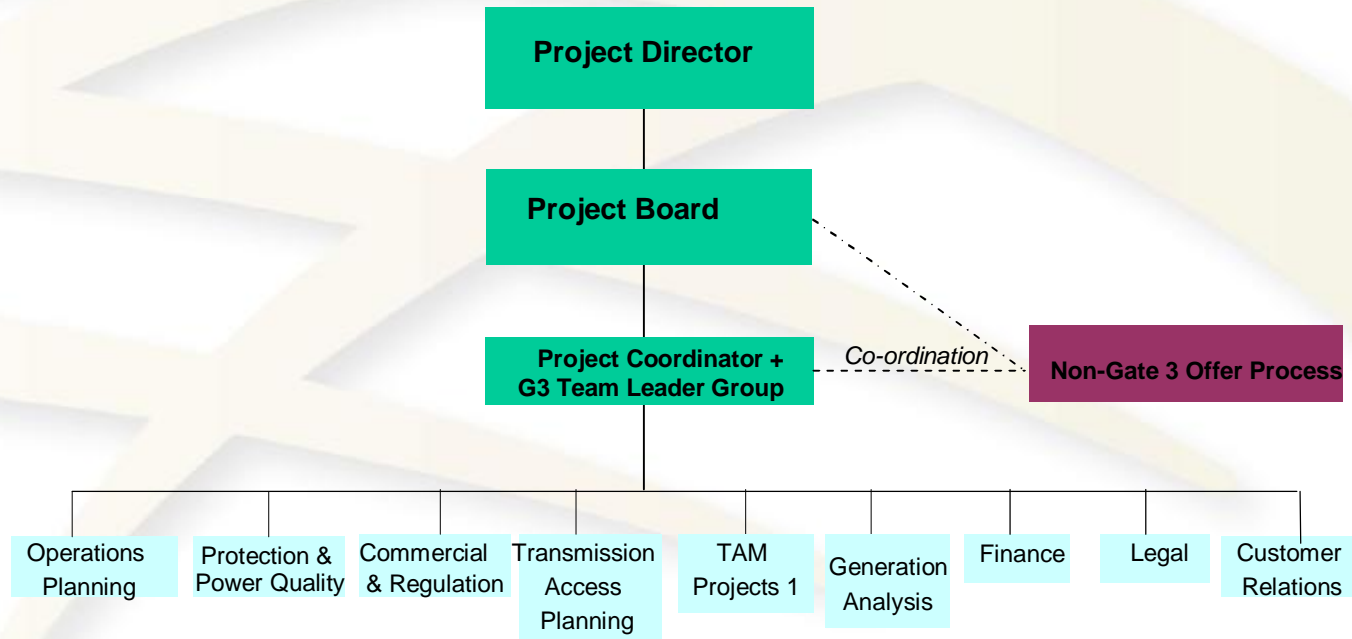 Project Director
Project Board
Project Coordinator +
G3 Team Leader Group
Co-ordination
Non-Gate 3 Offer Process
Operations
Planning
Protection &
Power Quality
Commercial
& Regulation
Transmission
Access
Planning
TAM
Projects 1
Generation
Analysis
Finance
Legal
Customer
Relations